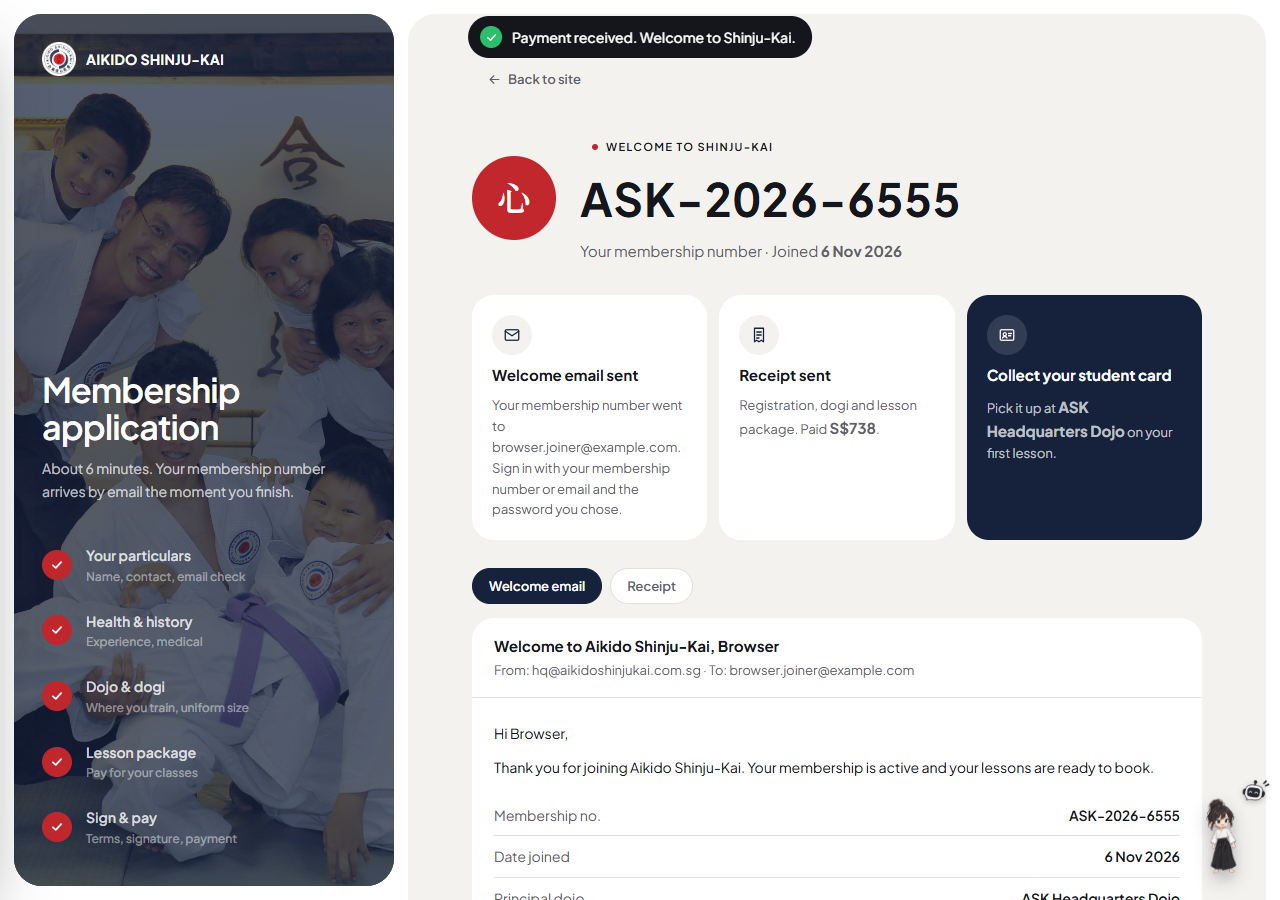 AIKIDO SHINJU-KAI
合
Membership
application
About 6 minutes. Your membership number
arrives by email the moment you finish.
Your particulars
Name, contact, email check
Health & history
Experience, medical
Dojo & dogi
Where you train, uniform size
Lesson package
Pay for your classes
Sign & pay
Terms, signature, payment
Payment received. Welcome to Shinju-Kai.
← Back to site
WELCOME TO SHINJU-KAI
心
ASK-2026-6555
Your membership number · Joined 6 Nov 2026
Welcome email sent
Your membership number went
to
browser.joiner@example.com.
Sign in with your membership
number or email and the
password you chose.
Receipt sent
Registration, dogi and lesson
package. Paid S$738.
Collect your student card
Pick it up at ASK
Headquarters Dojo on your
first lesson.
Welcome email
Receipt
Welcome to Aikido Shinju-Kai, Browser
From: hq@aikidoshinjukai.com.sg · To: browser.joiner@example.com
Hi Browser,
Thank you for joining Aikido Shinju-Kai. Your membership is active and your lessons are ready to book.
Membership no. ASK-2026-6555
Date joined 6 Nov 2026
Principal dojo ASK Headquarters Dojo